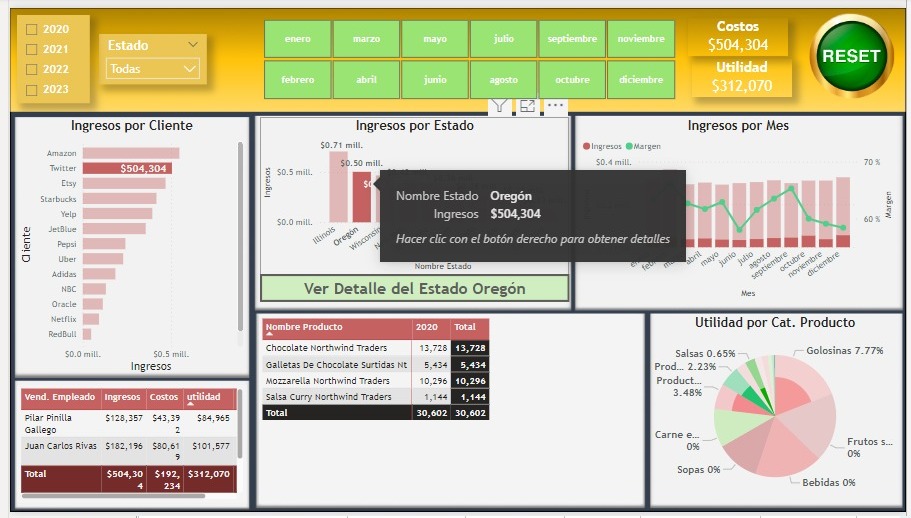 2020
2021
2022
2023
Estado
Todas
enero marzo mayo julio septiembre noviembre
febrero abril junio agosto octubre diciembre
Costos
$504,304
Utilidad
$312,070
RESET
Ingresos por Cliente
Cliente
Amazon
Twitter $504,304
Etsy
Starbucks
Yelp
JetBlue
Pepsi
Uber
Adidas
NBC
Oracle
Netflix
RedBull
$0.0 mill. $0.5 mill.
Ingresos
Ingresos por Estado
Ingresos
$0.71 mill.
$0.50 mill.
$0.5 mill.
$0.0 mill.
Illinois
Oregón
Nombre Estado
Nombre Estado Oregón
Ingresos $504,304
Hacer clic con el botón derecho para obtener detalles
Ver Detalle del Estado Oregón
Ingresos por Mes
Ingresos Margen
$0.4 mill.
70 %
60 %
Margen
abril
mayo
junio
julio
agosto
septiembre
octubre
noviembre
diciembre
Mes
Vend. Empleado Ingresos Costos utilidad
Pilar Pinilla $128,357 $43,39 $84,965
Gallego 2
Juan Carlos Rivas $182,196 $80,61 $101,577
9
Total $504,30 $192, $312,070
4 234
Nombre Producto 2020 Total
Chocolate Northwind Traders 13,728 13,728
Galletas De Chocolate Surtidas Nt 5,434 5,434
Mozzarella Northwind Traders 10,296 10,296
Salsa Curry Northwind Traders 1,144 1,144
Total 30,602 30,602
Utilidad por Cat. Producto
Salsas 0.65%
Golosinas 7.77%
Prod... 2.23%
Product...
3.48%
Carne e...
0%
Frutos s...
0%
Sopas 0%
Bebidas 0%